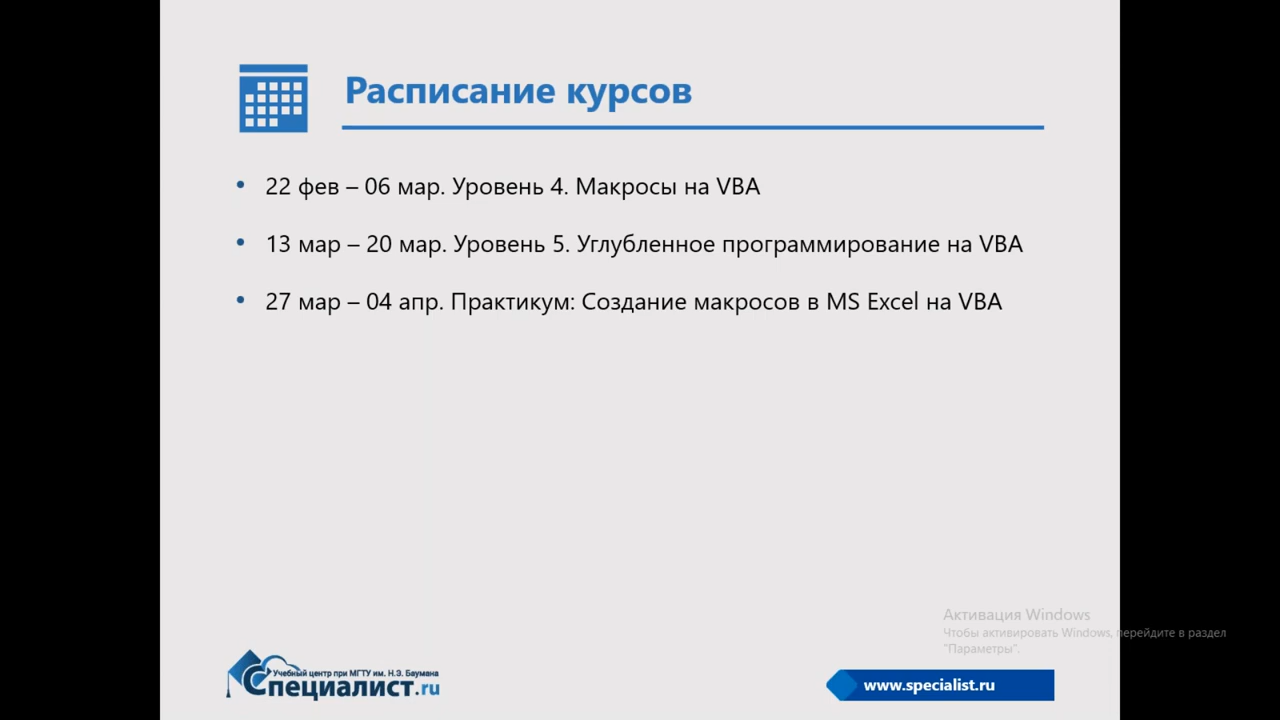 Расписание курсов
• 22 фев – 06 мар. Уровень 4. Макросы на VBA
• 13 мар – 20 мар. Уровень 5. Углубленное программирование на VBA
• 27 мар – 04 апр. Практикум: Создание макросов в MS Excel на VBA
Активация Windows
Чтобы активировать Windows, перейдите в раздел
"Параметры".
Учебный центр при МГТУ им. Н.Э. Баумана
Специалист.ru
www.specialist.ru